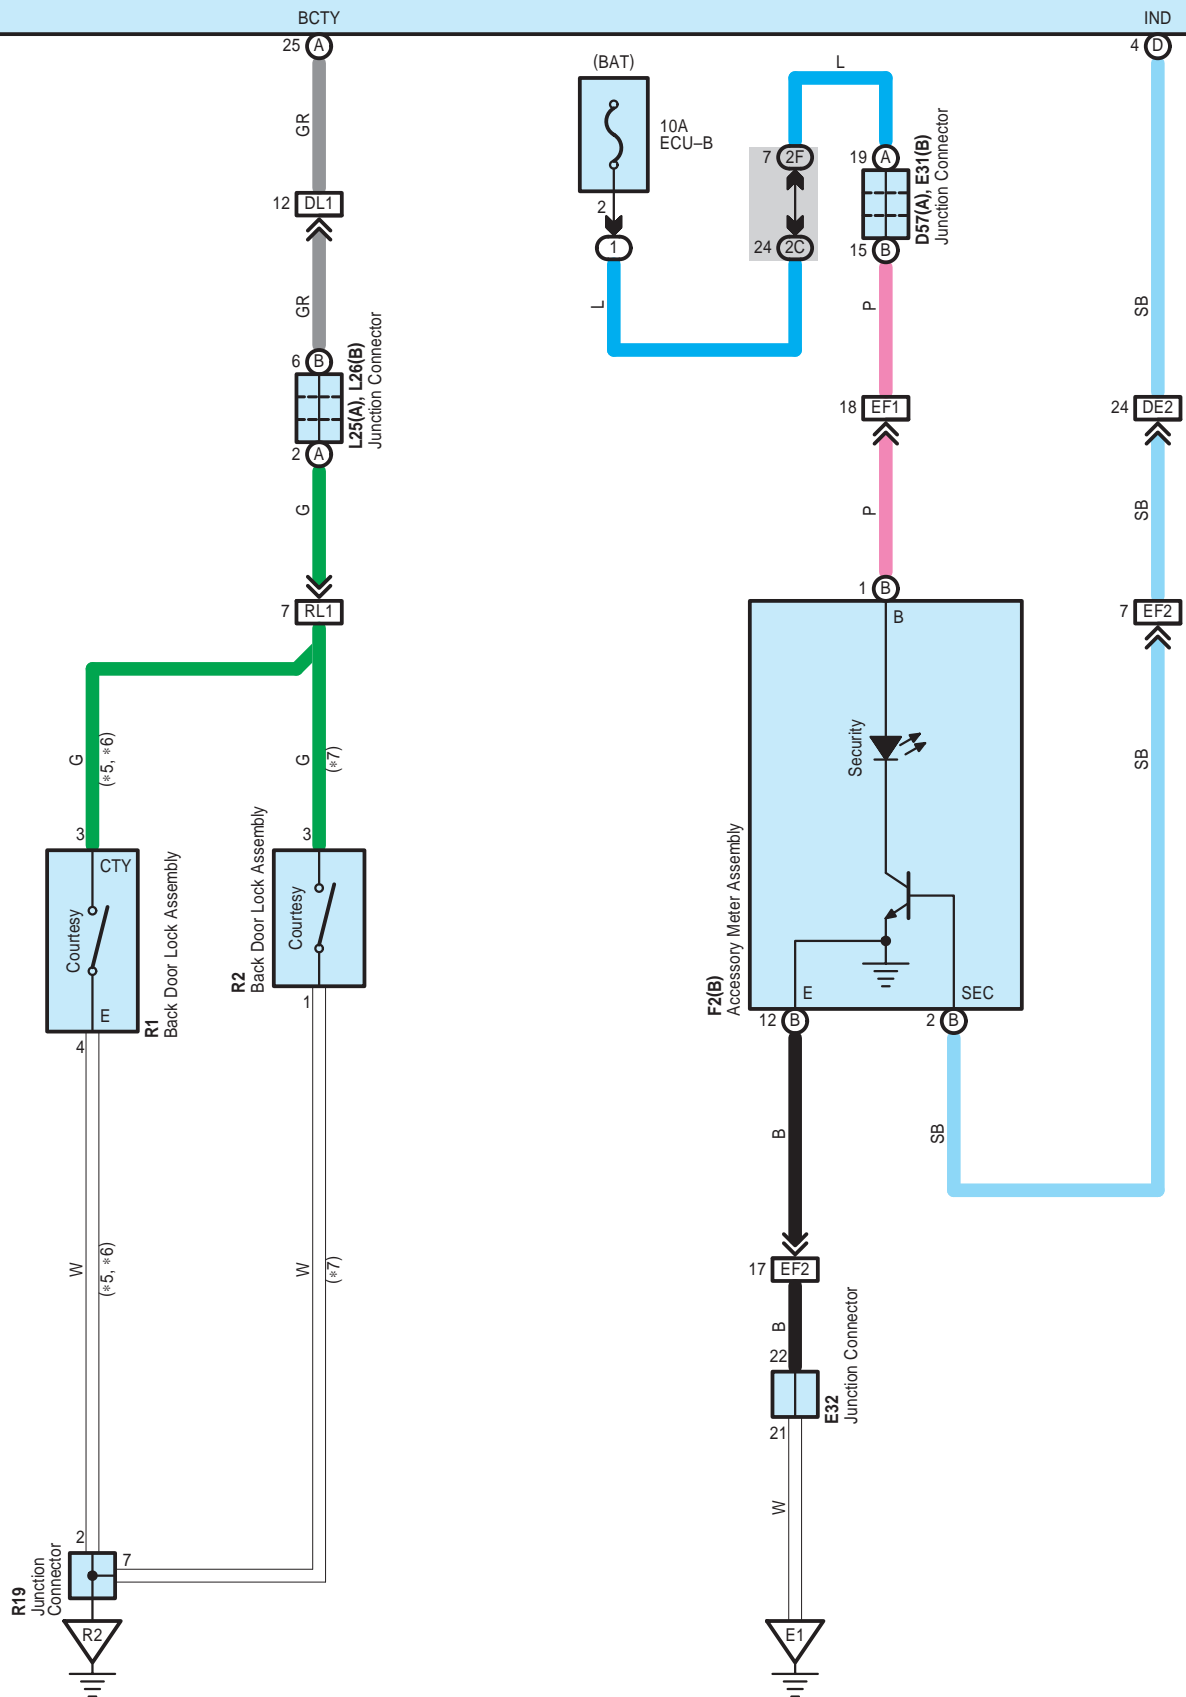 BCTY
IND
25 A
4 D
(BAT)
L
GR
10A
ECU–B
7 2F
19 A
D57(A), E31(B)
Junction Connector
12 DL1
2
1
24 2C
15 B
GR
L
P
SB
6 B
L25(A), L26(B)
Junction Connector
18 EF1
24 DE2
2 A
G
P
SB
1 B
7 RL1
7 EF2
B
G
(*5, *6)
G
(*7)
Security
SB
3
3
CTY
Courtesy
E
R1
Back Door Lock Assembly
Courtesy
R2
Back Door Lock Assembly
F2(B)
Accessory Meter Assembly
E
SEC
1
12 B
2 B
4
B
SB
W
(*5, *6)
W
(*7)
17 EF2
B
22
E32
Junction Connector
21
W
2
7
R19
Junction
Connector
R2
E1